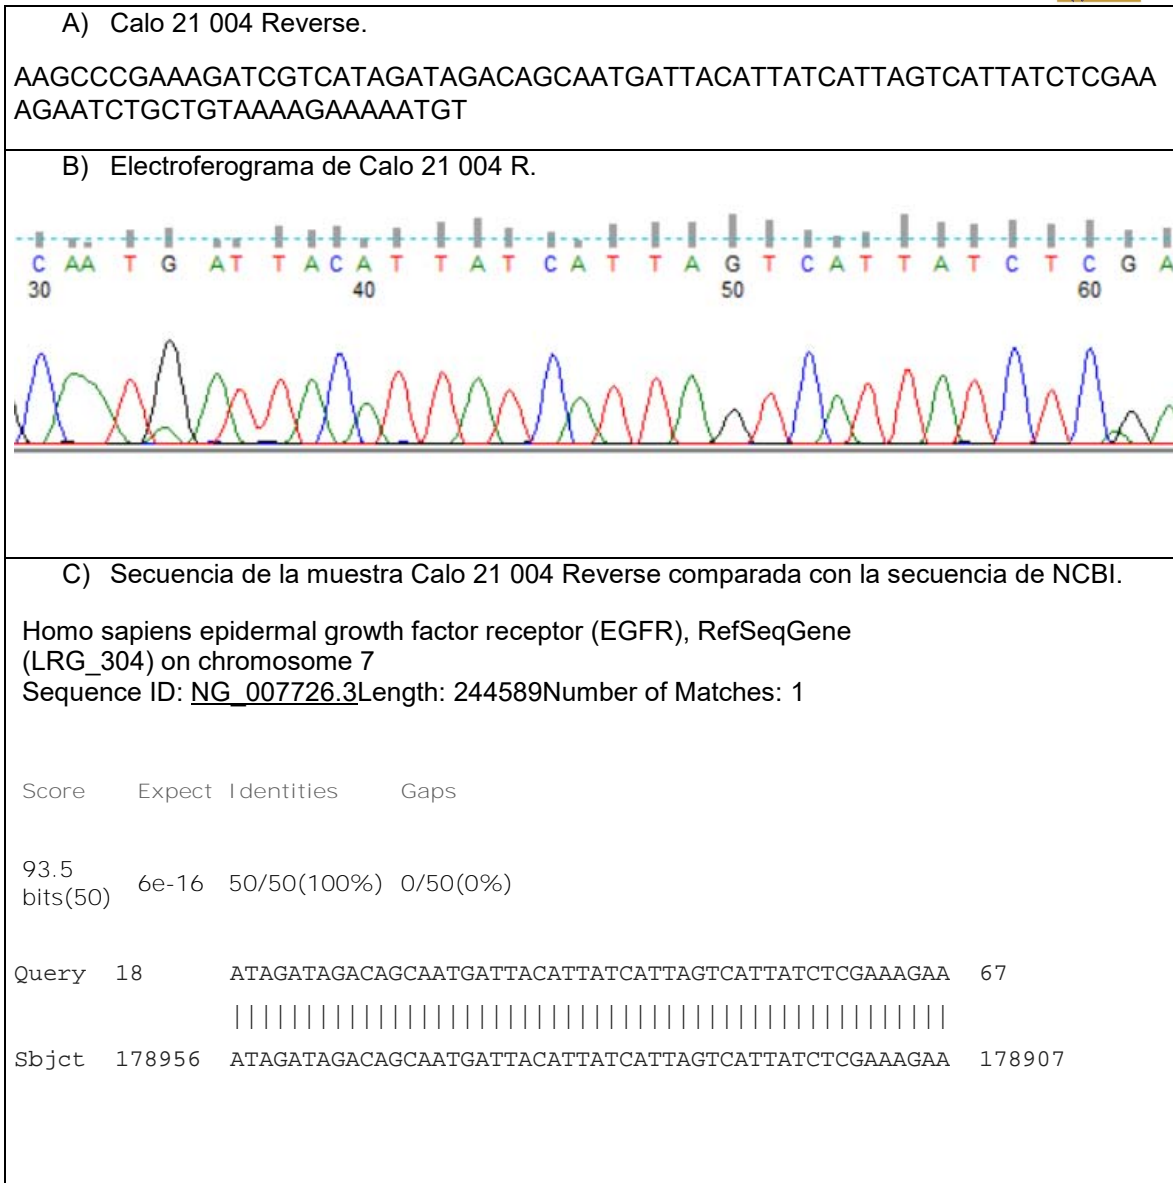 A) Calo 21 004 Reverse.
AAGCCCGAAAGATCGTCATAGATAGACAGCAATGATTACATTATCATTAGTCATTATCTCGAA
AGAATCTGCTGTAAAAGAAAAATGT
B) Electroferograma de Calo 21 004 R.
C AA T G AT T A C A T T A T C A T T A G T C A T T A T C T C G A
30 40 50 60
C) Secuencia de la muestra Calo 21 004 Reverse comparada con la secuencia de NCBI.
Homo sapiens epidermal growth factor receptor (EGFR), RefSeqGene
(LRG_304) on chromosome 7
Sequence ID: NG_007726.3Length: 244589Number of Matches: 1
Score Expect Identities Gaps
93.5
bits(50) 6e-16 50/50(100%) 0/50(0%)
Query 18 ATAGATAGACAGCAATGATTACATTATCATTAGTCATTATCTCGAAAGAA 67
||||||||||||||||||||||||||||||||||||||||||||||||||
Sbjct 178956 ATAGATAGACAGCAATGATTACATTATCATTAGTCATTATCTCGAAAGAA 178907